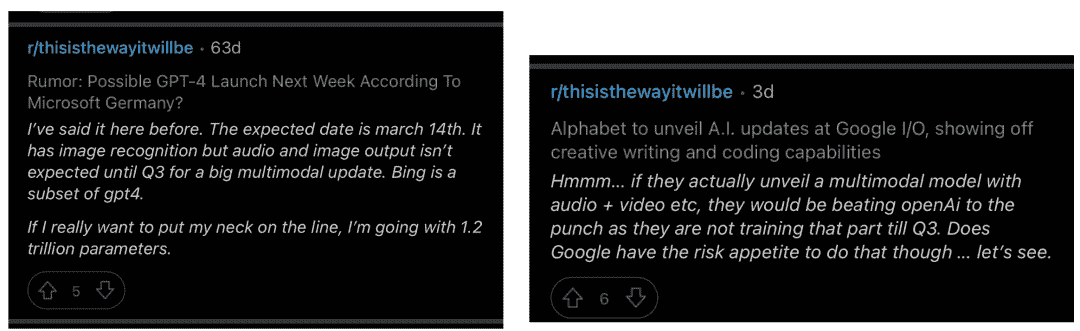 r/thisisthewayitwillbe · 63d
Rumor: Possible GPT-4 Launch Next Week According To
Microsoft Germany?
I've said it here before. The expected date is march 14th. It
has image recognition but audio and image output isn't
expected until Q3 for a big multimodal update. Bing is a
subset of gpt4.
If I really want to put my neck on the line, I'm going with 1.2
trillion parameters.
5
r/thisisthewayitwillbe · 3d
Alphabet to unveil A.I. updates at Google I/O, showing off
creative writing and coding capabilities
Hmmm... if they actually unveil a multimodal model with
audio + video etc, they would be beating openAi to the
punch as they are not training that part till Q3. Does
Google have the risk appetite to do that though ... let's see.
6